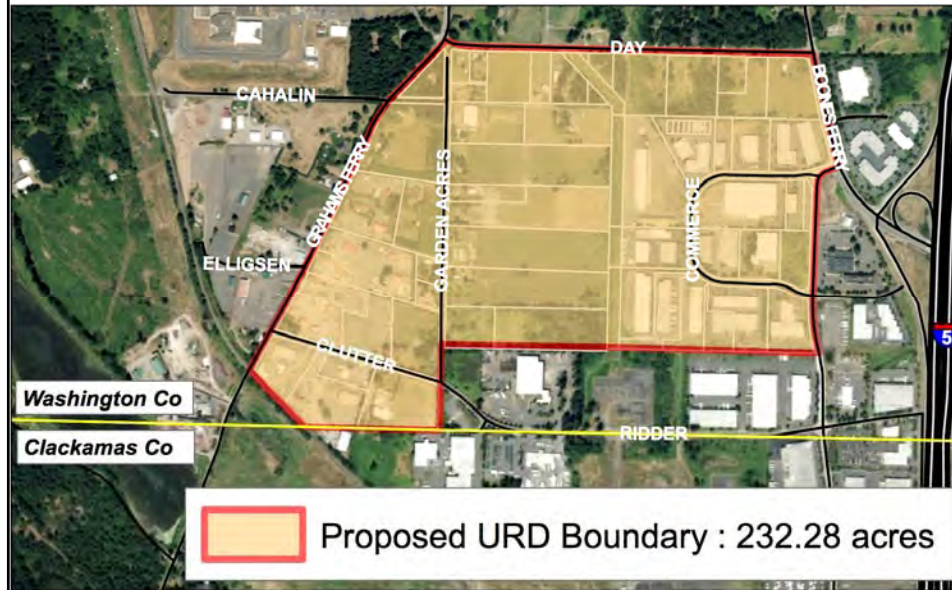 DAY
BOONES FERRY
CAHALIN
GRAHAMS FERRY
GARDEN ACRES
COMMERCE
ELLIGSEN
CLUTTER
5
Washington Co
Clackamas Co
RIDDER
Proposed URD Boundary : 232.28 acres